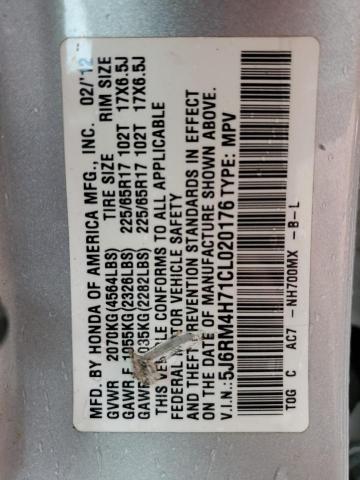 MFD. BY HONDA OF AMERICA MFG., INC. 02/'12
GVWR 2070KG(4564LBS) TIRE SIZE RIM SIZE
GAWR F 1055KG(2326LBS) 225/65R17 102T 17X6.5J
GAWR 1035KG(2282LBS) 225/65R17 102T 17X6.5J
THIS VEHICLE CONFORMS TO ALL APPLICABLE
FEDERAL MOTOR VEHICLE SAFETY
AND THEFT PREVENTION STANDARDS IN EFFECT
ON THE DATE OF MANUFACTURE SHOWN ABOVE.
V.I.N.: 5J6RM4H71CL020176 TYPE: MPV
TOG C AC7 -NH700MX -B-L